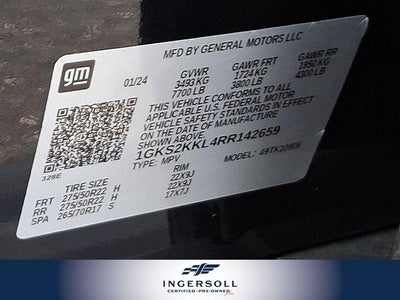 MFD BY GENERAL MOTORS LLC
gm
01/24
GVWR GAWR FRT GAWR RR
3493 KG 1724 KG 1950 KG
7700 LB 3800 LB 4300 LB
THIS VEHICLE CONFORMS TO ALL
APPLICABLE U.S. FEDERAL MOTOR
VEHICLE SAFETY STANDARDS IN EFFECT
ON THE DATE OF MANUFACTURE
SHOWN ABOVE.
1GKS2KKL4RR142659
TYPE: MPV MODEL: 49TK10906
328E
TIRE SIZE RIM
FRT 275/50R22 H 22X9J
RR 275/50R22 H 22X9J
SPA 265/70R17 S 17X7J
INGERSOLL
CERTIFIED • PRE-OWNED